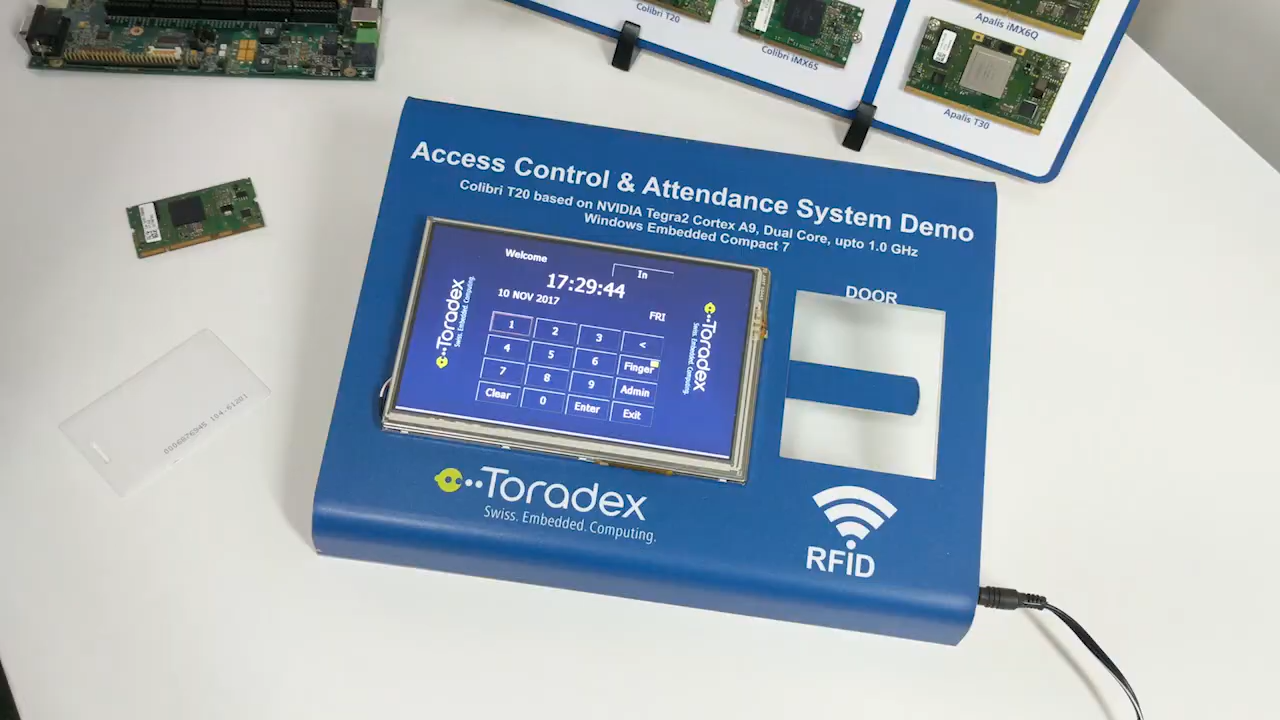 Colibri T20
Colibri iMX6S
Apalis iMX6Q
Apalis T30
Access Control & Attendance System Demo
Colibri T20 based on NVIDIA Tegra2 Cortex A9, Dual Core, upto 1.0 GHz
Windows Embedded Compact 7
Welcome
In
17:29:44
10 NOV 2017
FRI
1 2 3 <
4 5 6 Finger
7 8 9 Admin
Clear 0 Enter Exit
Toradex
Swiss. Embedded. Computing.
Toradex
Swiss. Embedded. Computing.
DOOR
Toradex
Swiss. Embedded. Computing.
RFiD